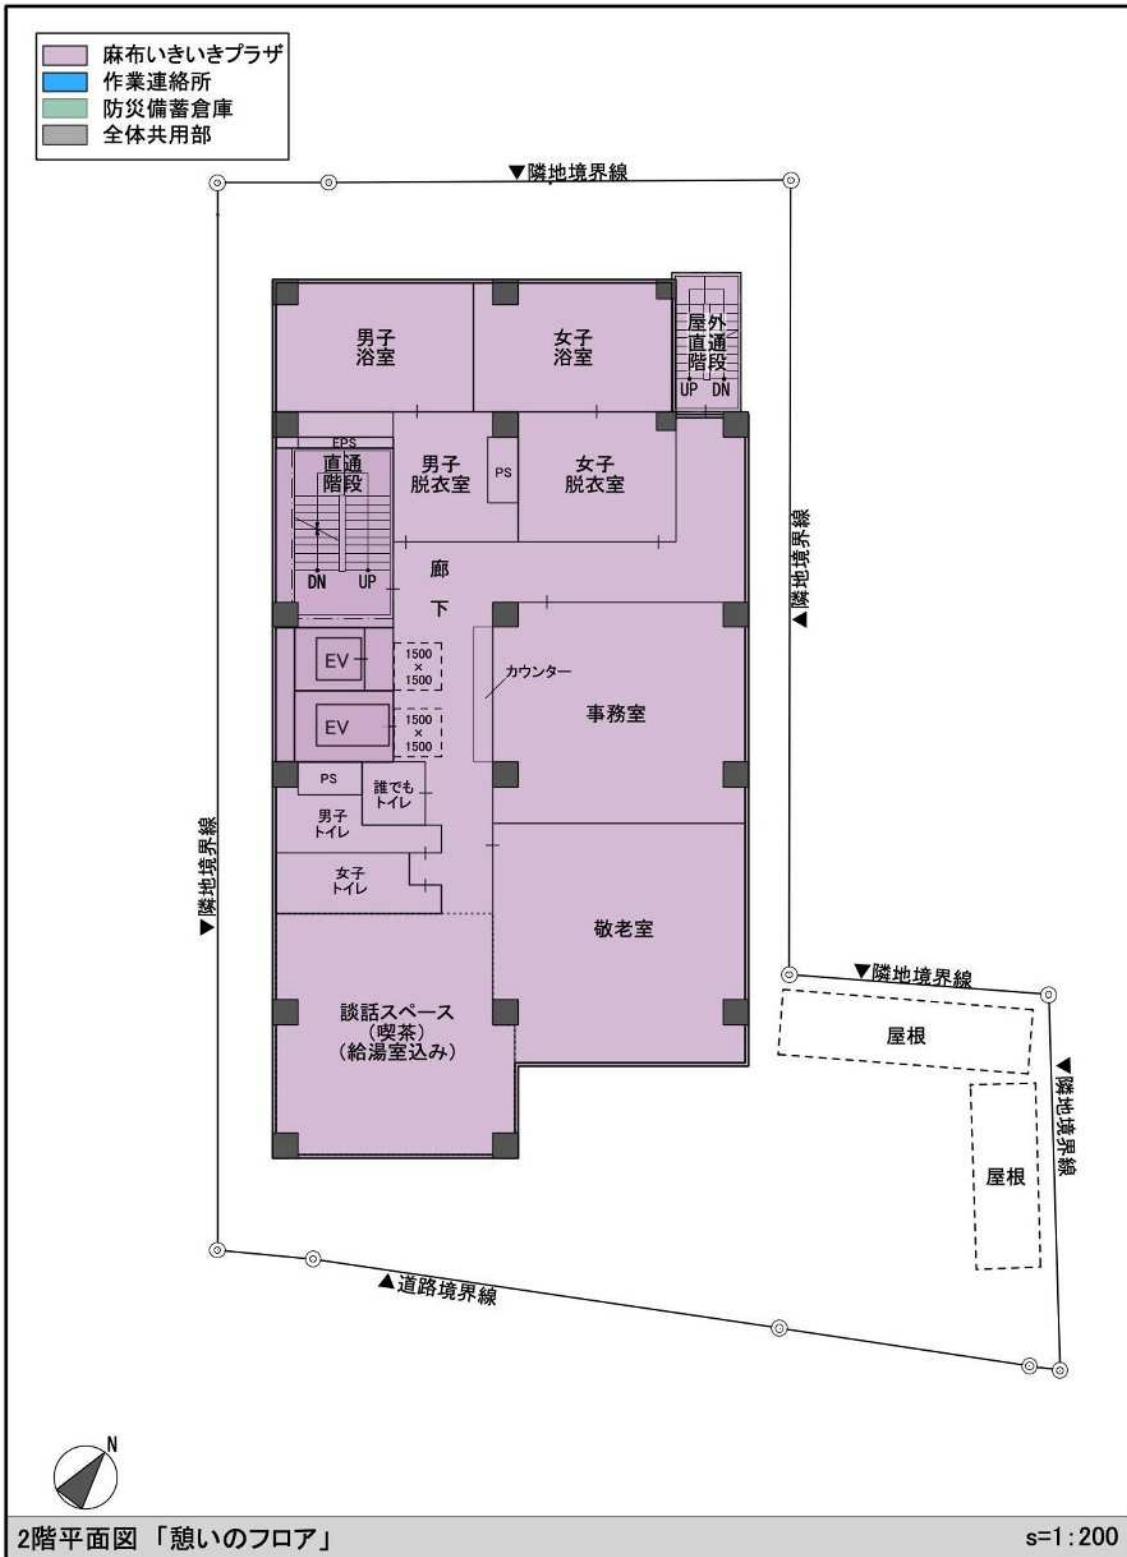 麻布いきいきプラザ
作業連絡所
防災備蓄倉庫
全体共用部
▼隣地境界線
男子
浴室
女子
浴室
屋外
直通
階段
UP DN
EPS
直通
階段
DN UP
男子
脱衣室
PS
女子
脱衣室
廊
下
▲隣地境界線
EV
1500
×
1500
カウンター
EV
1500
×
1500
事務室
PS
誰でも
トイレ
男子
トイレ
女子
トイレ
▼隣地境界線
敬老室
談話スペース
(喫茶)
(給湯室込み)
▼隣地境界線
屋根
▲隣地境界線
屋根
▲道路境界線
N
2階平面図 「憩いのフロア」
s=1:200